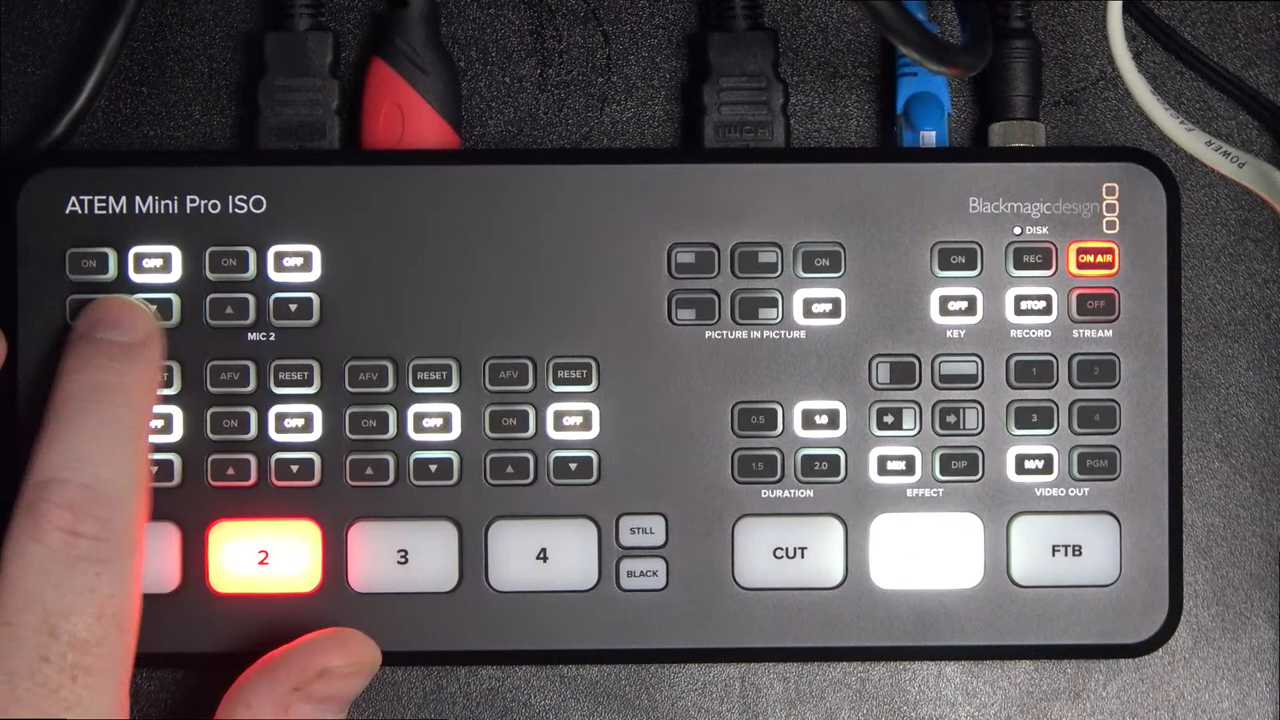 POWER FA
ATEM Mini Pro ISO
Blackmagicdesign
DISK
ON OFF ON OFF ON ON REC ON AIR
OFF OFF STOP OFF
MIC 2 PICTURE IN PICTURE KEY RECORD STREAM
AFV RESET AFV RESET AFV RESET 1 2
ON OFF ON OFF ON OFF 0.5 1.0 3 4
1.5 2.0 MIX DIP M/V PGM
DURATION EFFECT VIDEO OUT
2 3 4 STILL CUT FTB
BLACK